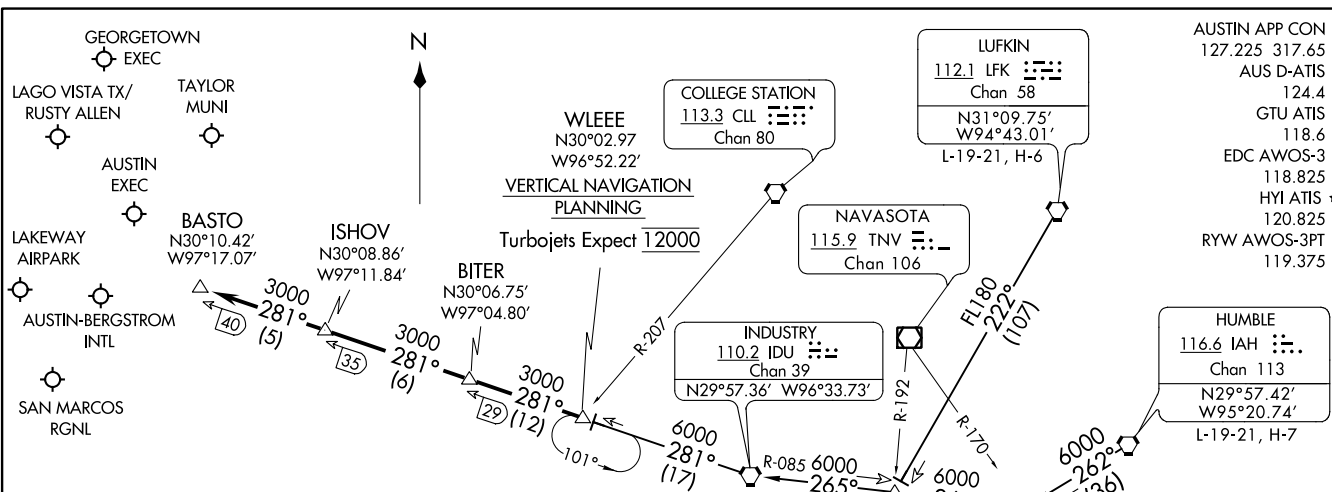 GEORGETOWN
EXEC
LAGO VISTA TX/
RUSTY ALLEN
TAYLOR
MUNI
AUSTIN
EXEC
LAKEWAY
AIRPARK
AUSTIN-BERGSTROM
INTL
SAN MARCOS
RGNL
N
BASTO
N30°10.42’
W97°17.07’
ISHOV
N30°08.86’
W97°11.84’
BITER
N30°06.75’
W97°04.80’
WLEEE
N30°02.97
W96°52.22’
VERTICAL NAVIGATION
PLANNING
Turbojets Expect 12000
COLLEGE STATION
113.3 CLL
Chan 80
LUFKIN
112.1 LFK
Chan 58
N31°09.75’
W94°43.01’
L-19-21, H-6
NAVASOTA
115.9 TNV
Chan 106
INDUSTRY
110.2 IDU
Chan 39
N29°57.36’ W96°33.73’
HUMBLE
116.6 IAH
Chan 113
N29°57.42’
W95°20.74’
L-19-21, H-7
AUSTIN APP CON
127.225 317.65
AUS D-ATIS
124.4
GTU ATIS
118.6
EDC AWOS-3
118.825
HYI ATIS
120.825
RYW AWOS-3PT
119.375
3000
281°
(5)
40
3000
281°
(6)
35
3000
281°
(12)
29
101°
6000
281°
(17)
R-207
R-085
6000
265°
R-192
R-170
FL180
222°
(107)
6000
6000
262°
(36)